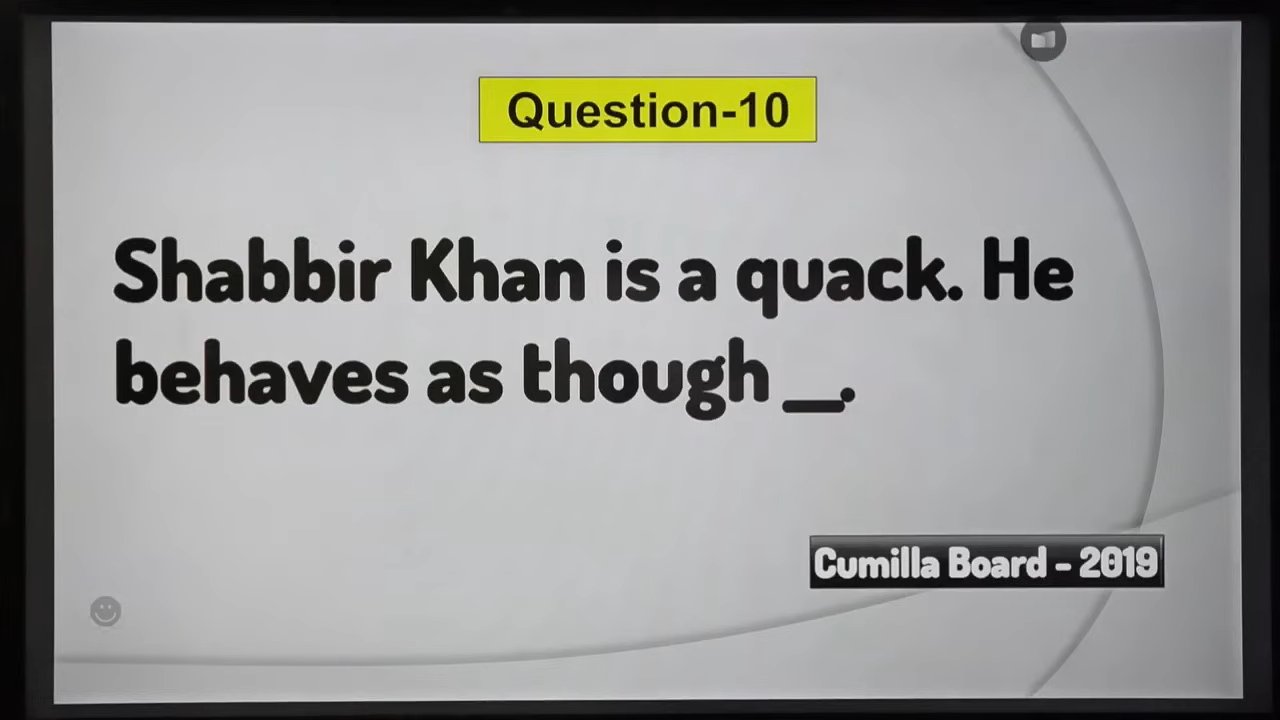 Question-10
Shabbir Khan is a quack. He
behaves as though __.
Cumilla Board - 2019